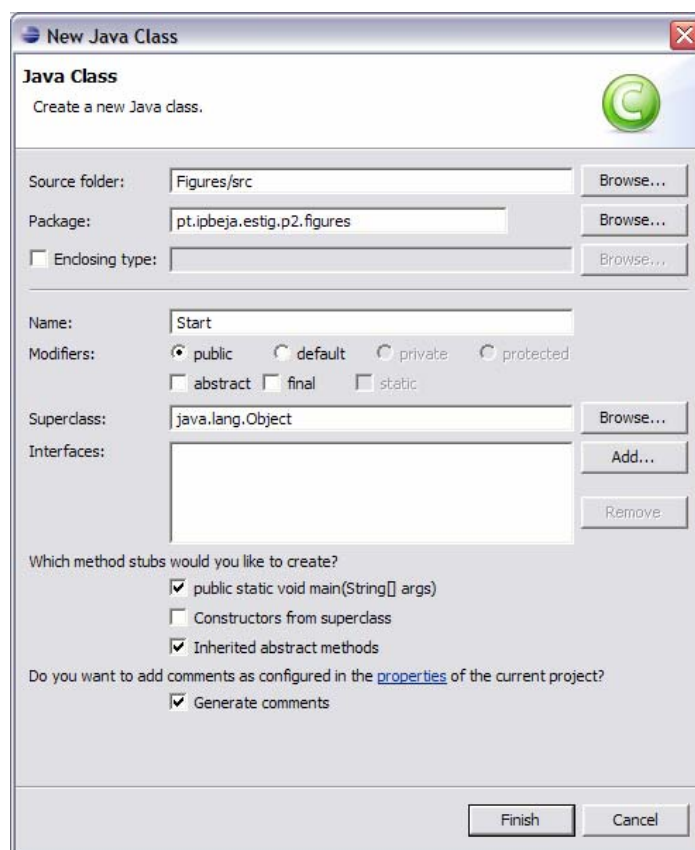 New Java Class
Java Class
Create a new Java class.
C
Source folder: Figures/src Browse...
Package: pt.ipbeja.estig.p2.figures Browse...
Enclosing type: Browse...
Name: Start
Modifiers: public default private protected
abstract final static
Superclass: java.lang.Object Browse...
Interfaces: Add...
Remove
Which method stubs would you like to create?
public static void main(String[] args)
Constructors from superclass
Inherited abstract methods
Do you want to add comments as configured in the properties of the current project?
Generate comments
Finish Cancel